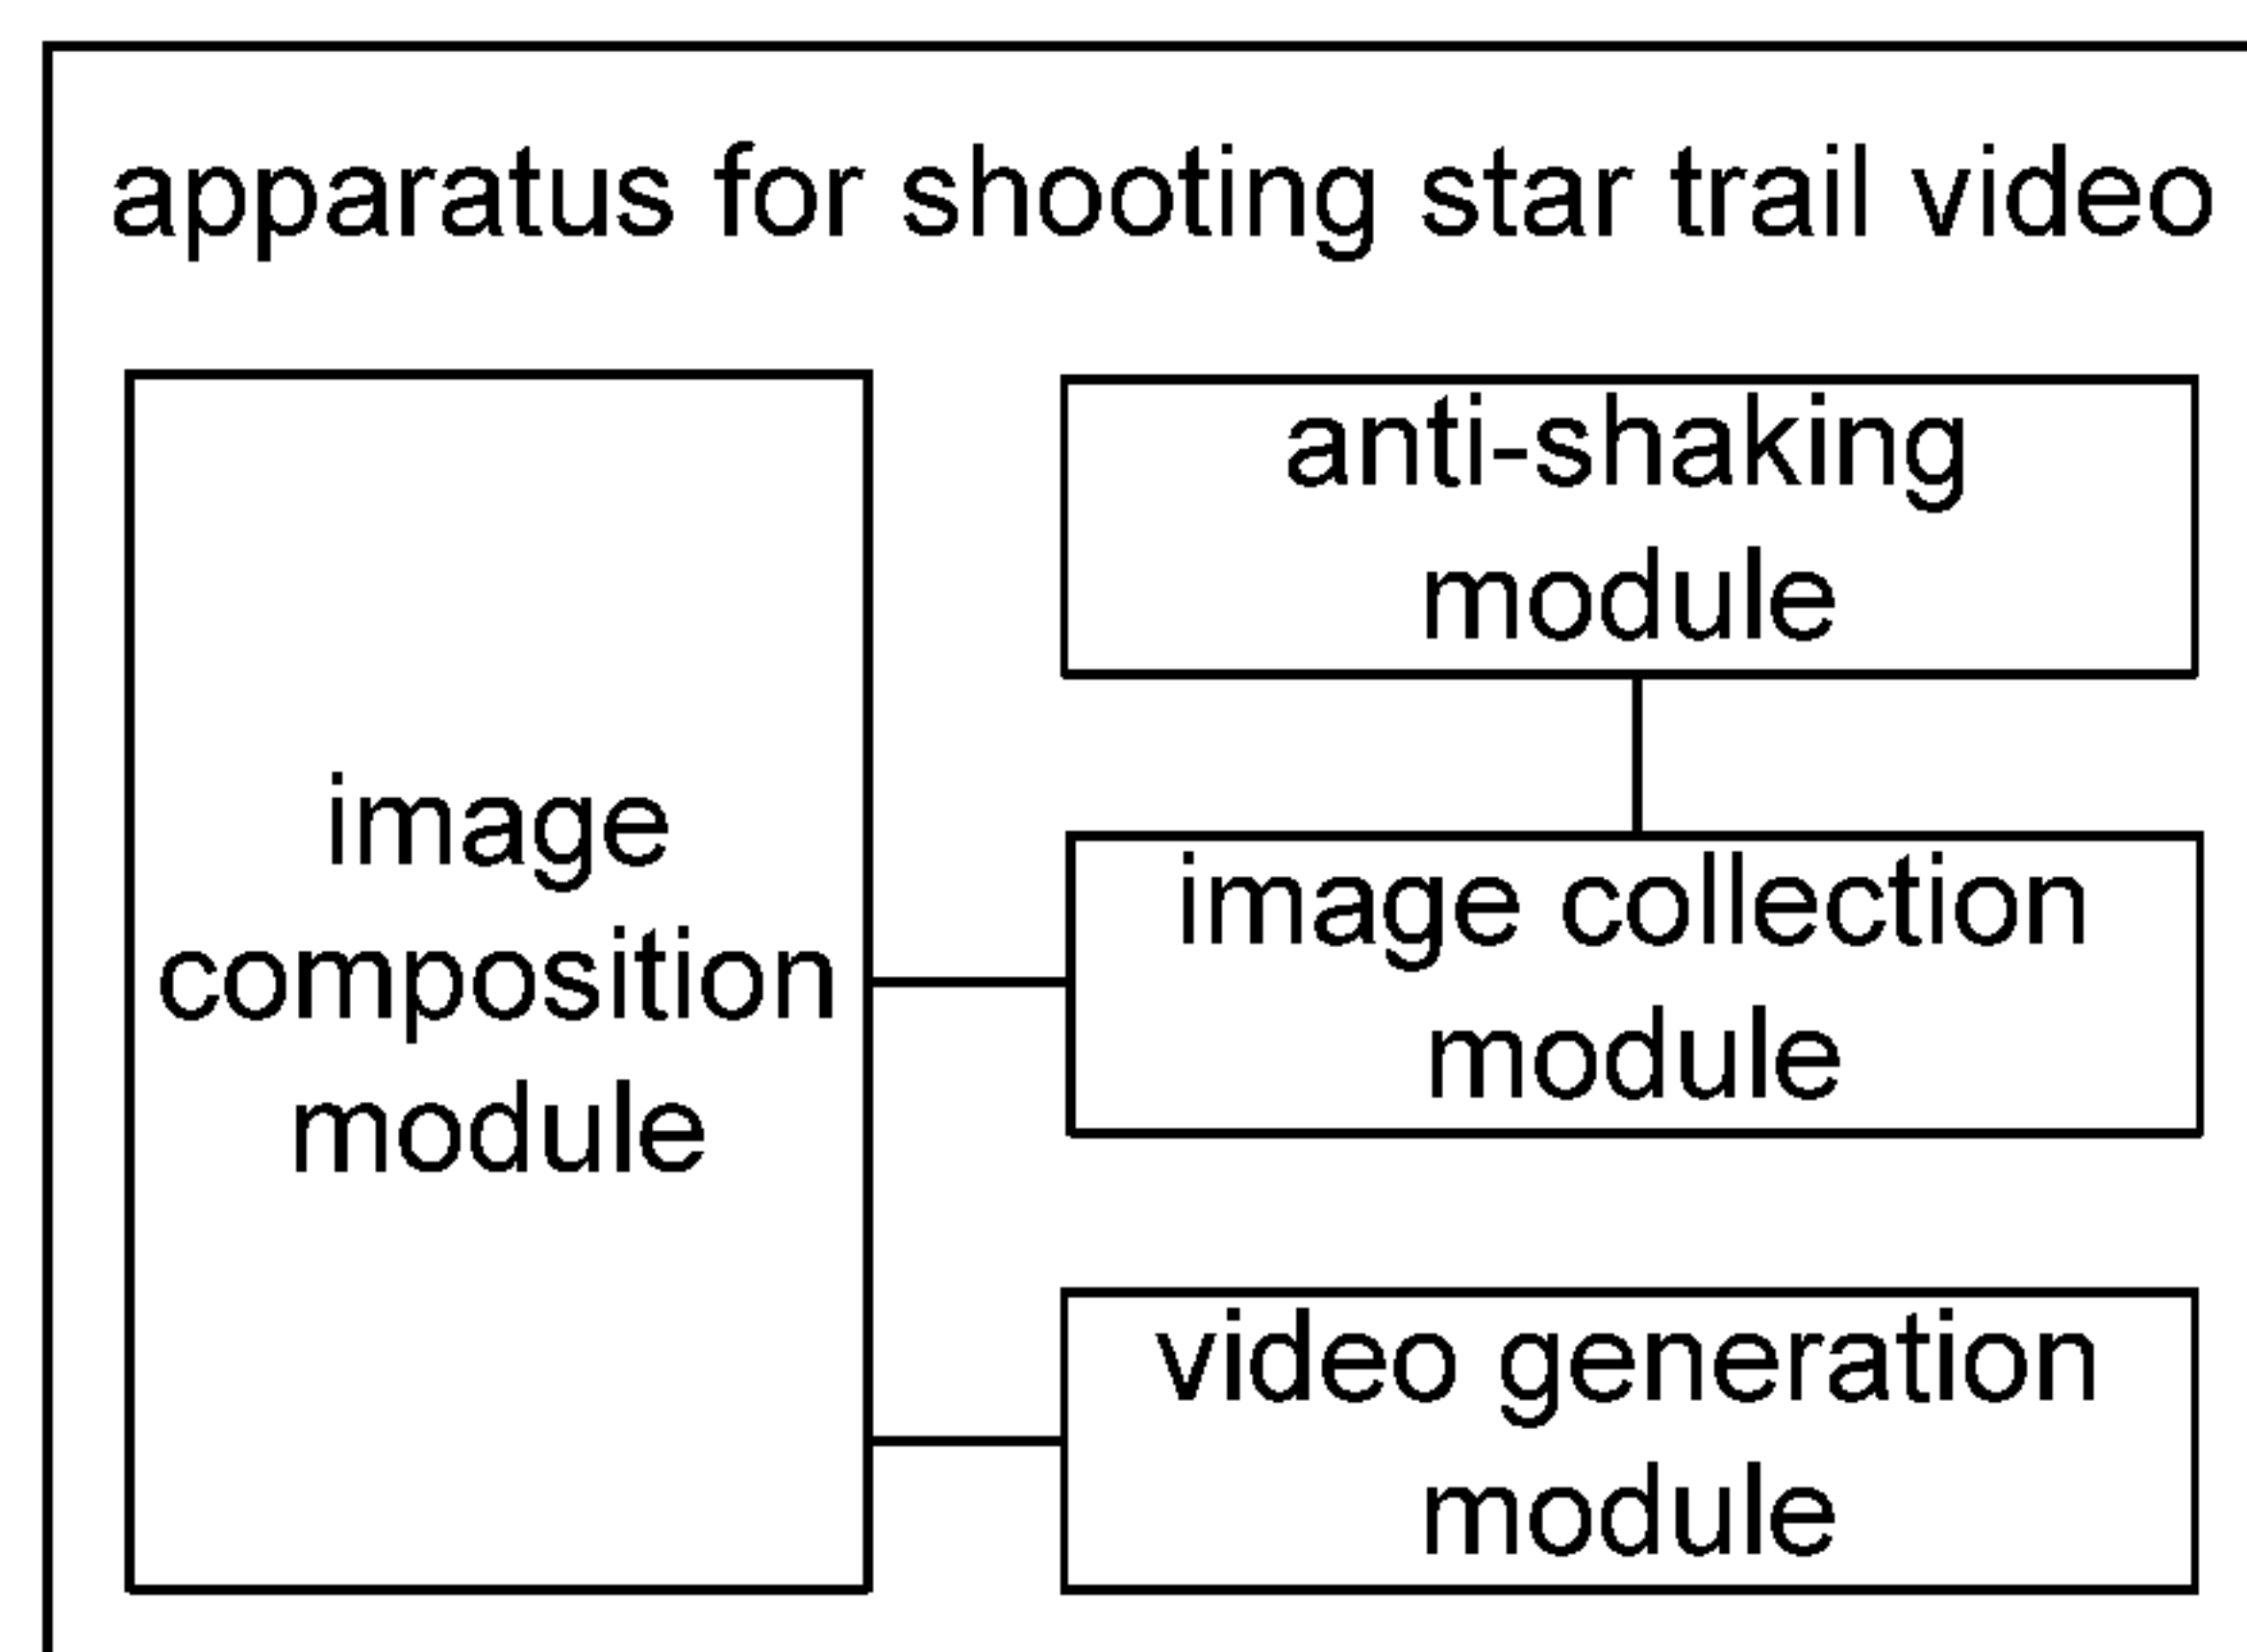 apparatus for shooting star trail video
image
composition
module
anti-shaking
module
image collection
module
video generation
module